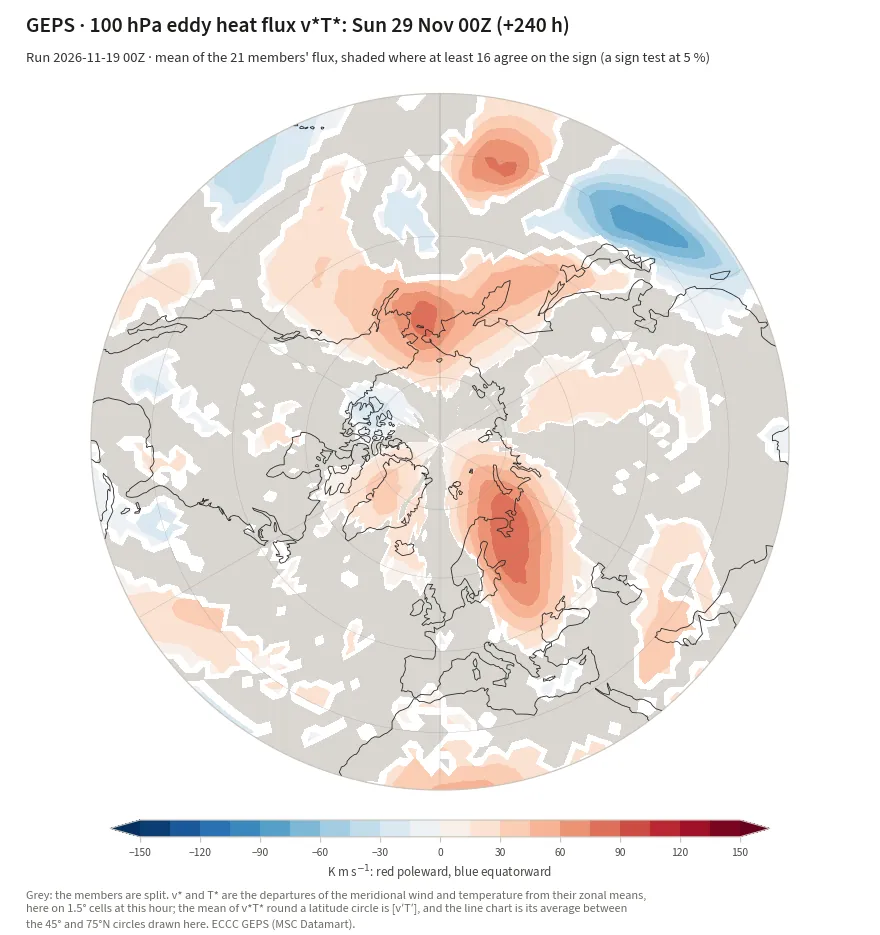 GEPS · 100 hPa eddy heat flux v*T*: Sun 29 Nov 00Z (+240 h)
Run 2026-11-19 00Z · mean of the 21 members' flux, shaded where at least 16 agree on the sign (a sign test at 5 %)
−150 −120 −90 −60 −30 0 30 60 90 120 150
K m s⁻¹: red poleward, blue equatorward
Grey: the members are split. v* and T* are the departures of the meridional wind and temperature from their zonal means,
here on 1.5° cells at this hour; the mean of v*T* round a latitude circle is [v′T′], and the line chart is its average between
the 45° and 75°N circles drawn here. ECCC GEPS (MSC Datamart).